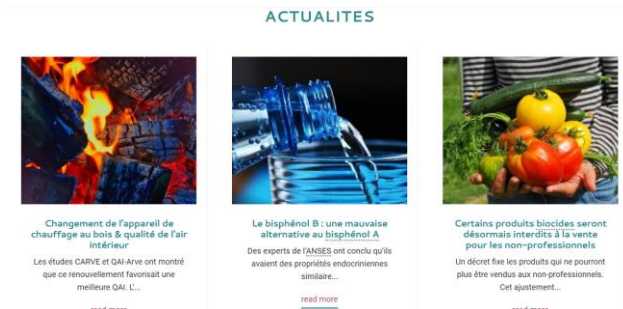 ACTUALITES
Changement de l'appareil de
chauffage au bois & qualité de l'air
intérieur
Les études CARVE et QAI-Arve ont montré
que ce renouvellement favorisait une
meilleure QAI. L'...
read more
Le bisphénol B : une mauvaise
alternative au bisphénol A
Des experts de l'ANSES ont conclu qu'ils
avaient des propriétés endocriniennes
similaire...
read more
Certains produits biocides seront
désormais interdits à la vente
pour les non-professionnels
Un décret fixe les produits qui ne pourront
plus être vendus aux non-professionnels.
Cet ajustement...
read more